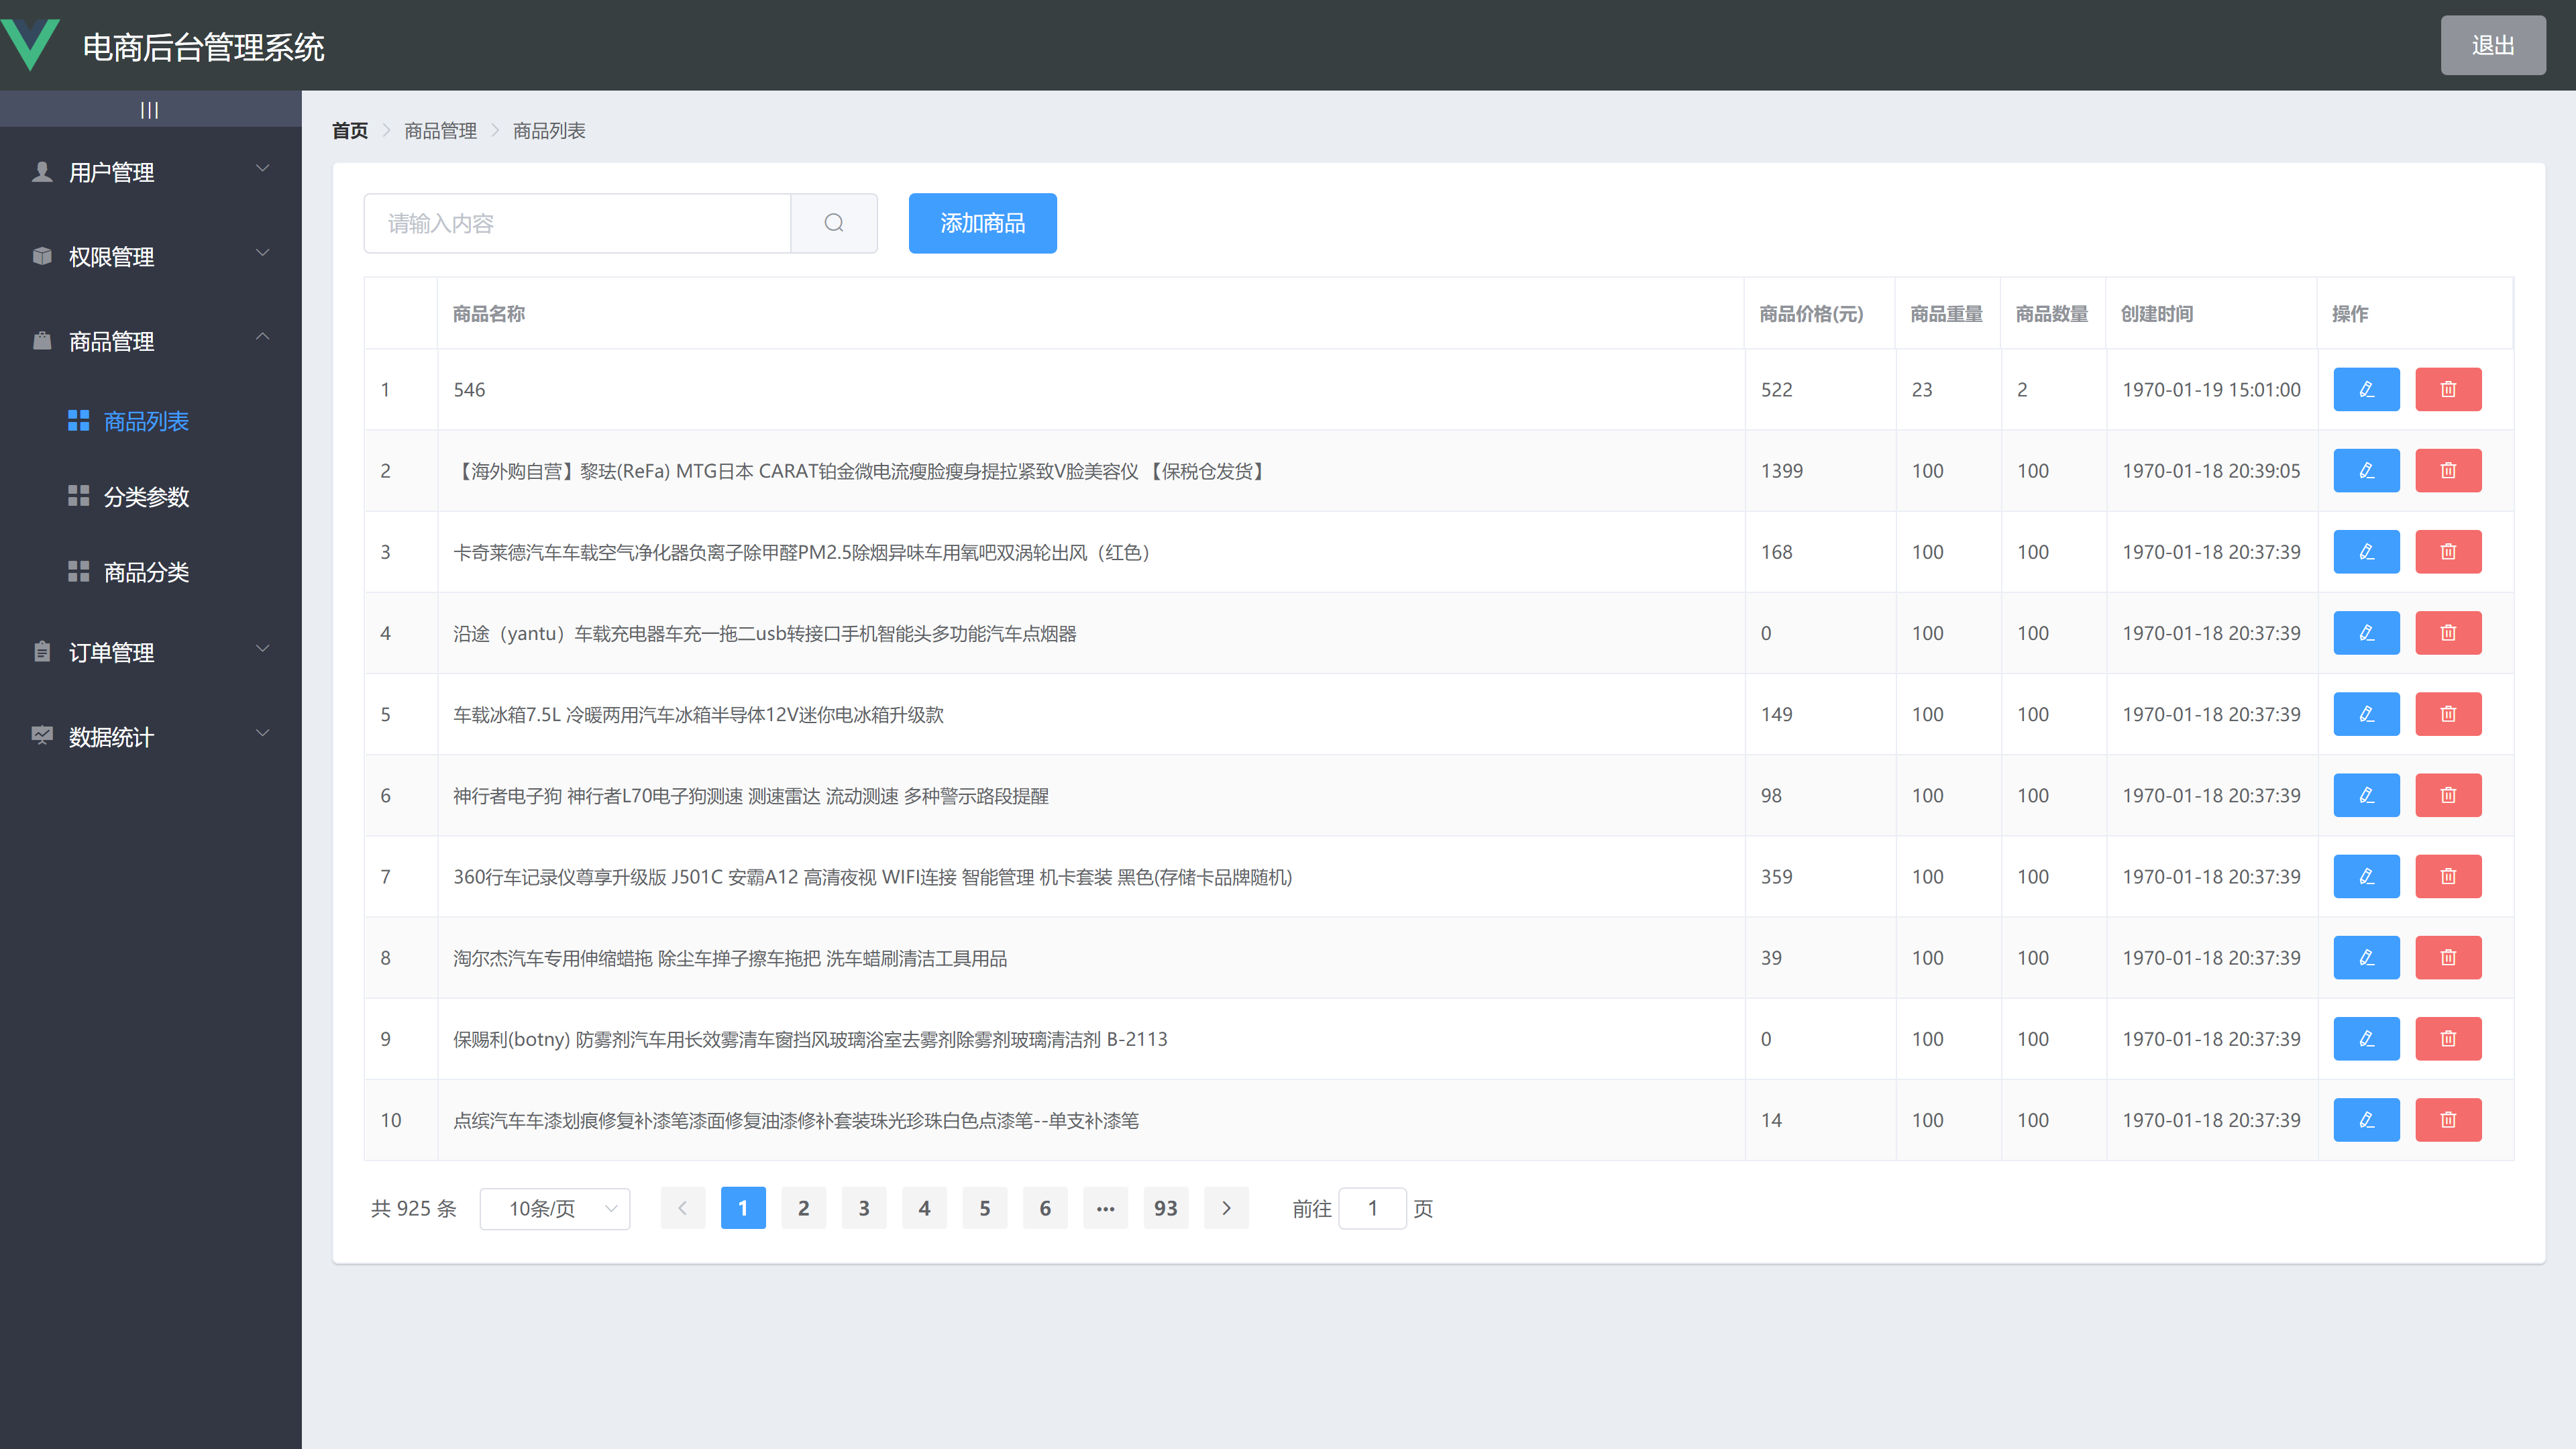 电商后台管理系统
退出
|||
用户管理
权限管理
商品管理
商品列表
分类参数
商品分类
订单管理
数据统计
首页 > 商品管理 > 商品列表
请输入内容
添加商品
商品名称 商品价格(元) 商品重量 商品数量 创建时间 操作
1 546 522 23 2 1970-01-19 15:01:00
2 【海外购自营】黎珐(ReFa) MTG日本 CARAT铂金微电流瘦脸瘦身提拉紧致V脸美容仪 【保税仓发货】 1399 100 100 1970-01-18 20:39:05
3 卡奇莱德汽车车载空气净化器负离子除甲醛PM2.5除烟异味车用氧吧双涡轮出风（红色） 168 100 100 1970-01-18 20:37:39
4 沿途（yantu）车载充电器车充一拖二usb转接口手机智能头多功能汽车点烟器 0 100 100 1970-01-18 20:37:39
5 车载冰箱7.5L 冷暖两用汽车冰箱半导体12V迷你电冰箱升级款 149 100 100 1970-01-18 20:37:39
6 神行者电子狗 神行者L70电子狗测速 测速雷达 流动测速 多种警示路段提醒 98 100 100 1970-01-18 20:37:39
7 360行车记录仪尊享升级版 J501C 安霸A12 高清夜视 WIFI连接 智能管理 机卡套装 黑色(存储卡品牌随机) 359 100 100 1970-01-18 20:37:39
8 淘尔杰汽车专用伸缩蜡拖 除尘车掸子擦车拖把 洗车蜡刷清洁工具用品 39 100 100 1970-01-18 20:37:39
9 保赐利(botny) 防雾剂汽车用长效雾清车窗挡风玻璃浴室去雾剂除雾剂玻璃清洁剂 B-2113 0 100 100 1970-01-18 20:37:39
10 点缤汽车车漆划痕修复补漆笔漆面修复油漆修补套装珠光珍珠白色点漆笔--单支补漆笔 14 100 100 1970-01-18 20:37:39
共 925 条 10条/页 < 1 2 3 4 5 6 ••• 93 > 前往 1 页